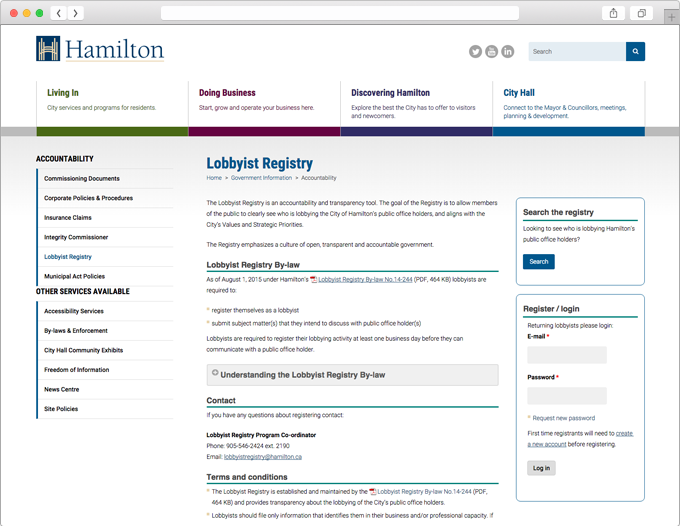 Hamilton
Search
Living In
City services and programs for residents.
Doing Business
Start, grow and operate your business here.
Discovering Hamilton
Explore the best the City has to offer to visitors
and newcomers.
City Hall
Connect to the Mayor & Councillors, meetings,
planning & development.
ACCOUNTABILITY
Commissioning Documents
Corporate Policies & Procedures
Insurance Claims
Integrity Commissioner
Lobbyist Registry
Municipal Act Policies
OTHER SERVICES AVAILABLE
Accessibility Services
By-laws & Enforcement
City Hall Community Exhibits
Freedom of Information
News Centre
Site Policies
Lobbyist Registry
Home » Government Information » Accountability
The Lobbyist Registry is an accountability and transparency tool. The goal of the Registry is to allow members
of the public to clearly see who is lobbying the City of Hamilton's public office holders, and aligns with the
City's Values and Strategic Priorities.
The Registry emphasizes a culture of open, transparent and accountable government.
Lobbyist Registry By-law
As of August 1, 2015 under Hamilton's Lobbyist Registry By-law No.14-244 (PDF, 464 KB) lobbyists are
required to:
register themselves as a lobbyist
submit subject matter(s) that they intend to discuss with public office holder(s)
Lobbyists are required to register their lobbying activity at least one business day before they can
communicate with a public office holder.
Understanding the Lobbyist Registry By-law
Contact
If you have any questions about registering contact:
Lobbyist Registry Program Co-ordinator
Phone: 905-546-2424 ext. 2190
Email: lobbyistregistry@hamilton.ca
Terms and conditions
The Lobbyist Registry is established and maintained by the Lobbyist Registry By-law No.14-244 (PDF,
464 KB) and provides transparency about the lobbying of the City's public office holders.
Lobbyists should file only information that identifies them in their business and/or professional capacity. If
Search the registry
Looking to see who is lobbying Hamilton's
public office holders?
Search
Register / login
Returning lobbyists please login:
E-mail *
Password *
Request new password
First time registrants will need to create
a new account before registering.
Log in